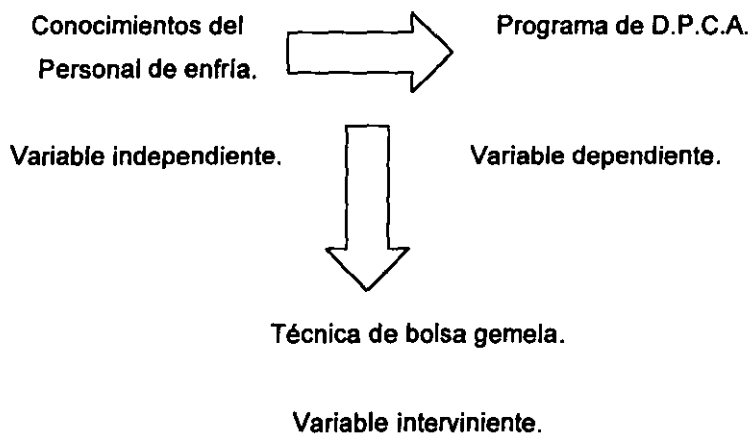 Conocimientos del
Personal de enfría.
Programa de D.P.C.A.
Variable independiente.
Variable dependiente.
Técnica de bolsa gemela.
Variable interviniente.